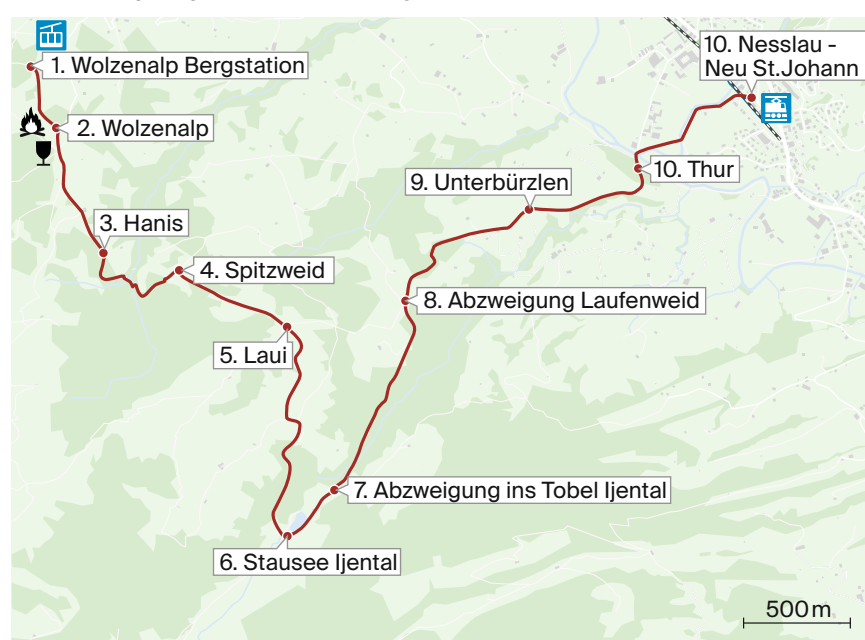 1. Wolzenalp Bergstation
2. Wolzenalp
3. Hanis
4. Spitzweid
5. Laui
6. Stausee Ijental
7. Abzweigung ins Tobel Ijental
8. Abzweigung Laufenweid
9. Unterbürzlen
10. Thur
10. Nesslau -
Neu St.Johann
500 m